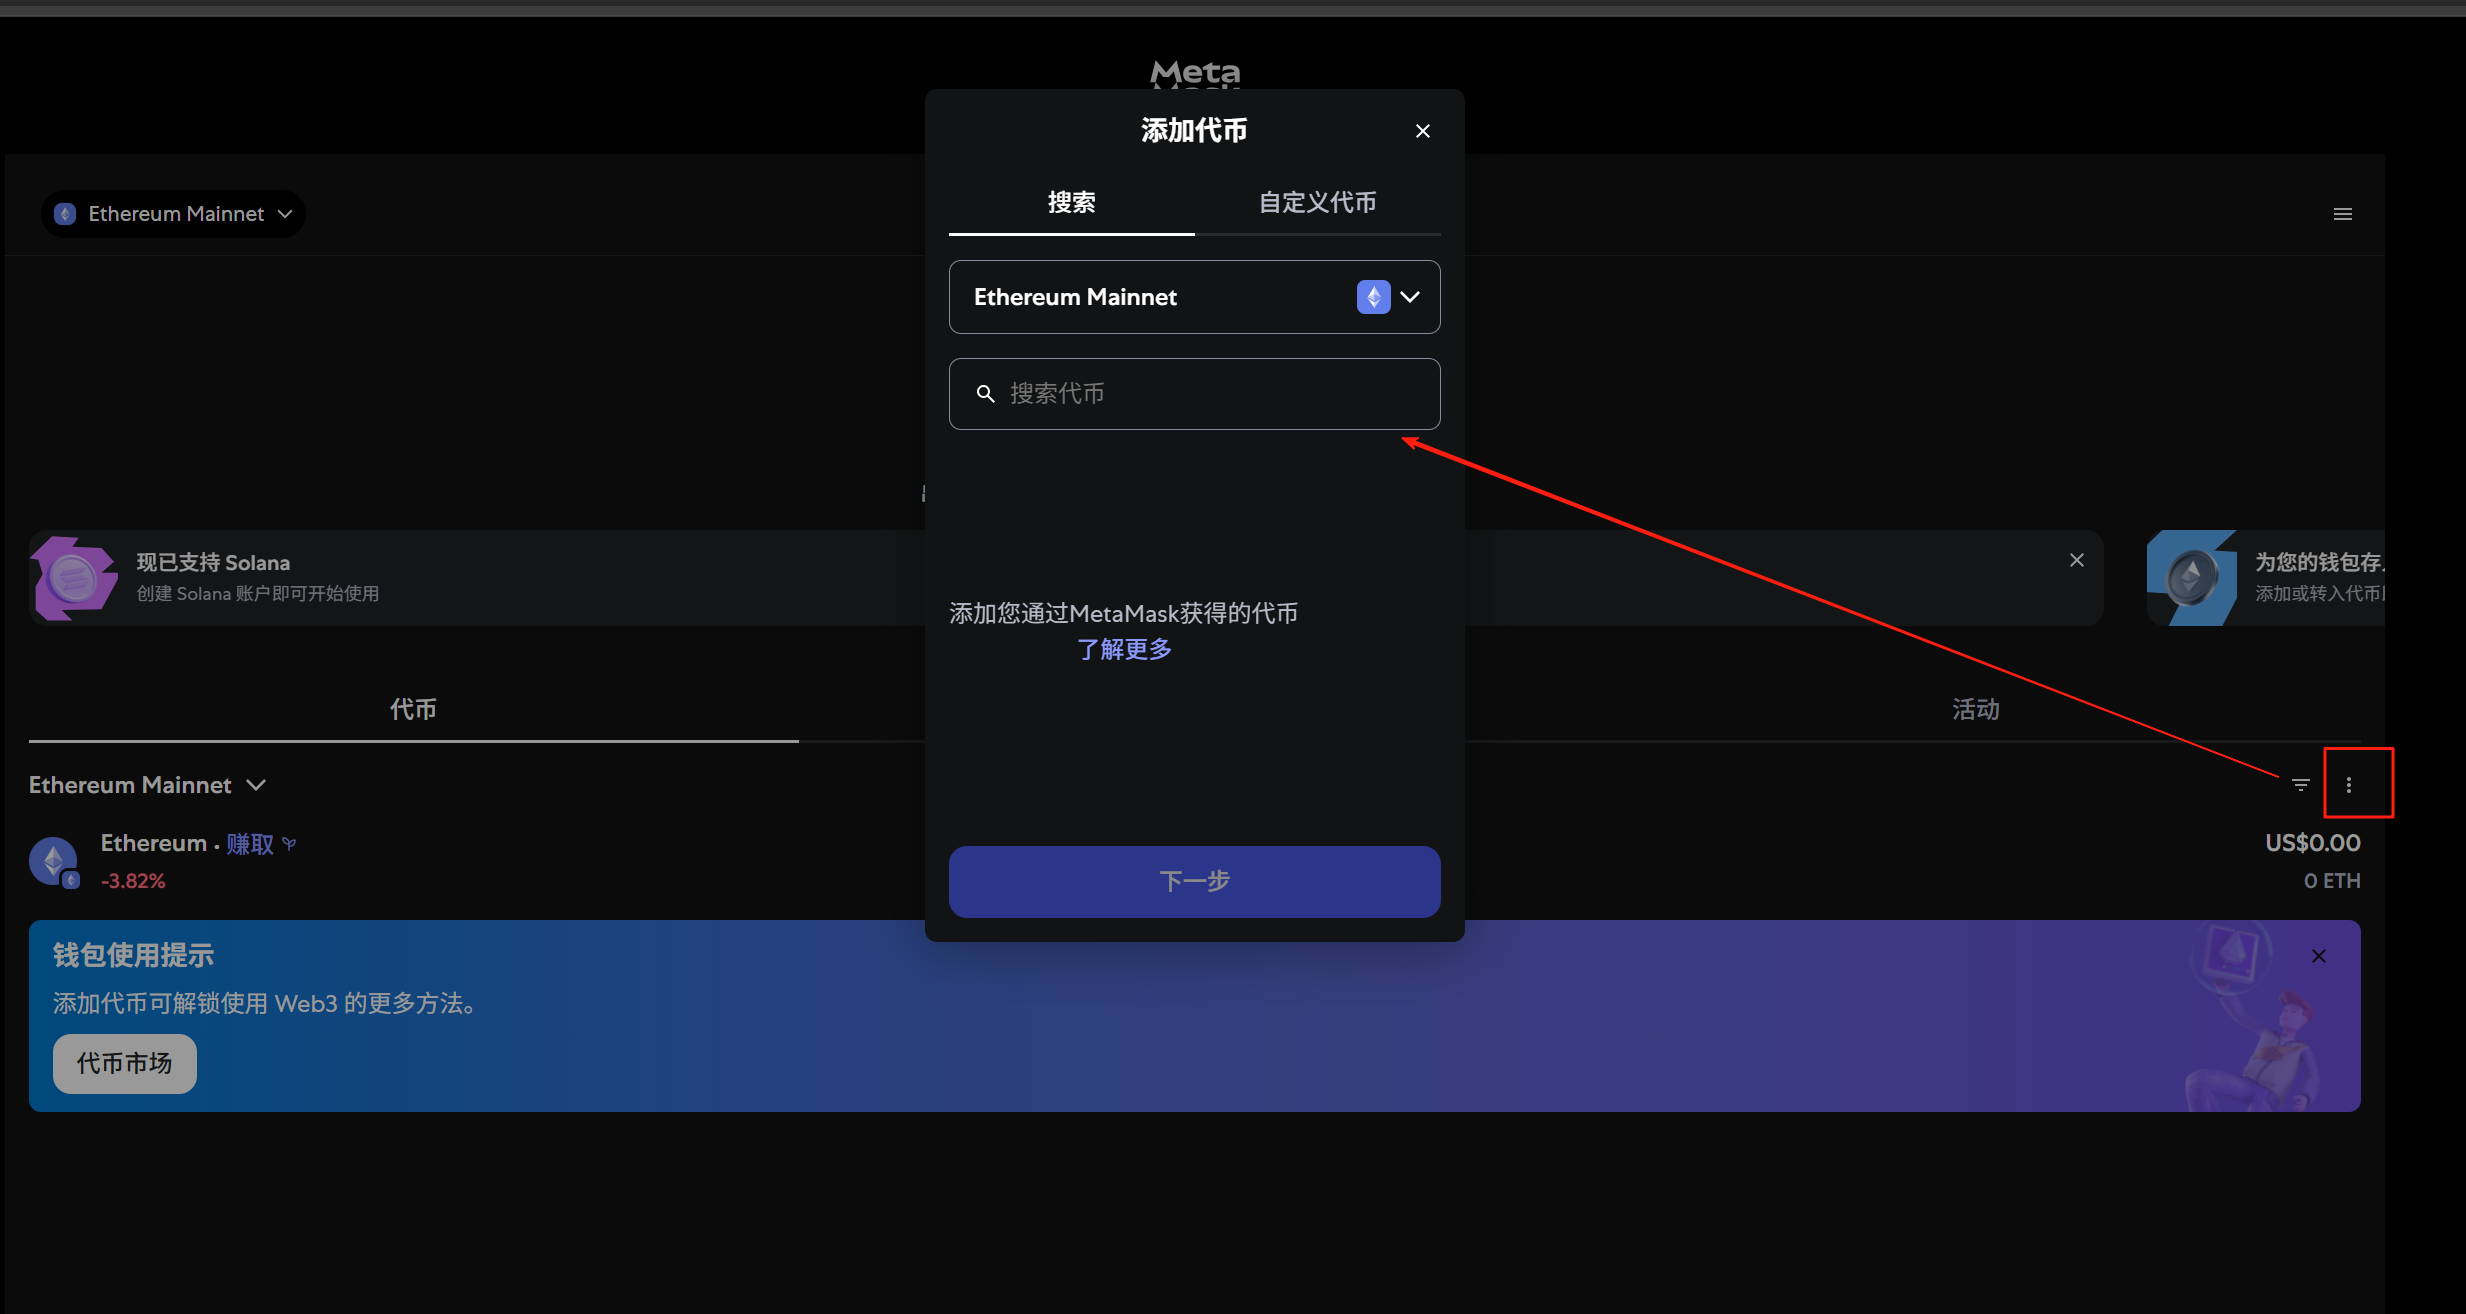 Meta
添加代币
搜索
自定义代币
Ethereum Mainnet
Ethereum Mainnet
搜索代币
现已支持 Solana
创建 Solana 账户即可开始使用
为您的钱包存
添加或转入代币
添加您通过MetaMask获得的代币
了解更多
代币
活动
Ethereum Mainnet
Ethereum • 赚取
US$0.00
-3.82%
0 ETH
下一步
钱包使用提示
添加代币可解锁使用 Web3 的更多方法。
代币市场